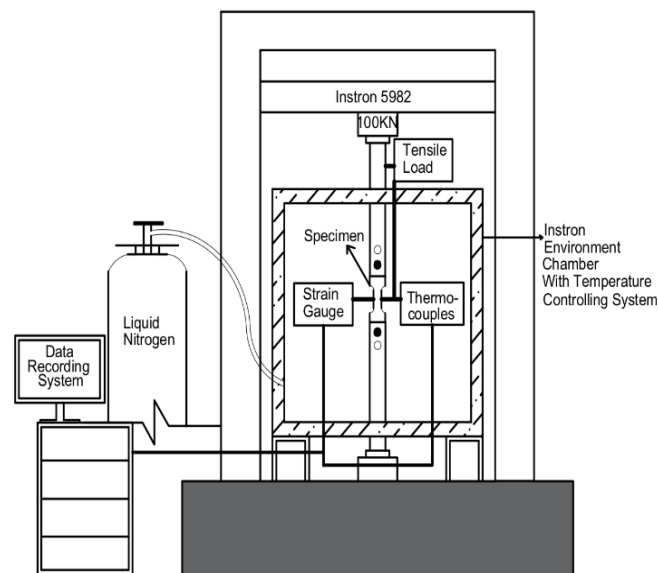 Instron 5982
100KN
Tensile
Load
Specimen
Instron
Environment
Chamber
With Temperature
Controlling System
Strain
Gauge
Thermo-
couples
Liquid
Nitrogen
Data
Recording
System